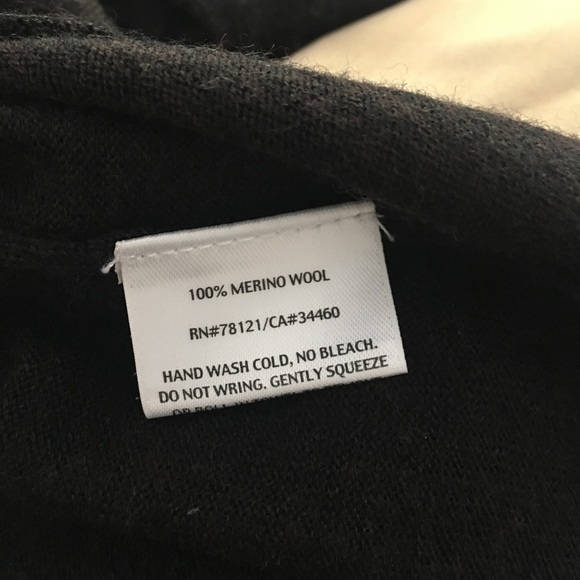 100% MERINO WOOL
RN#78121/CA#34460
HAND WASH COLD, NO BLEACH.
DO NOT WRING. GENTLY SQUEEZE